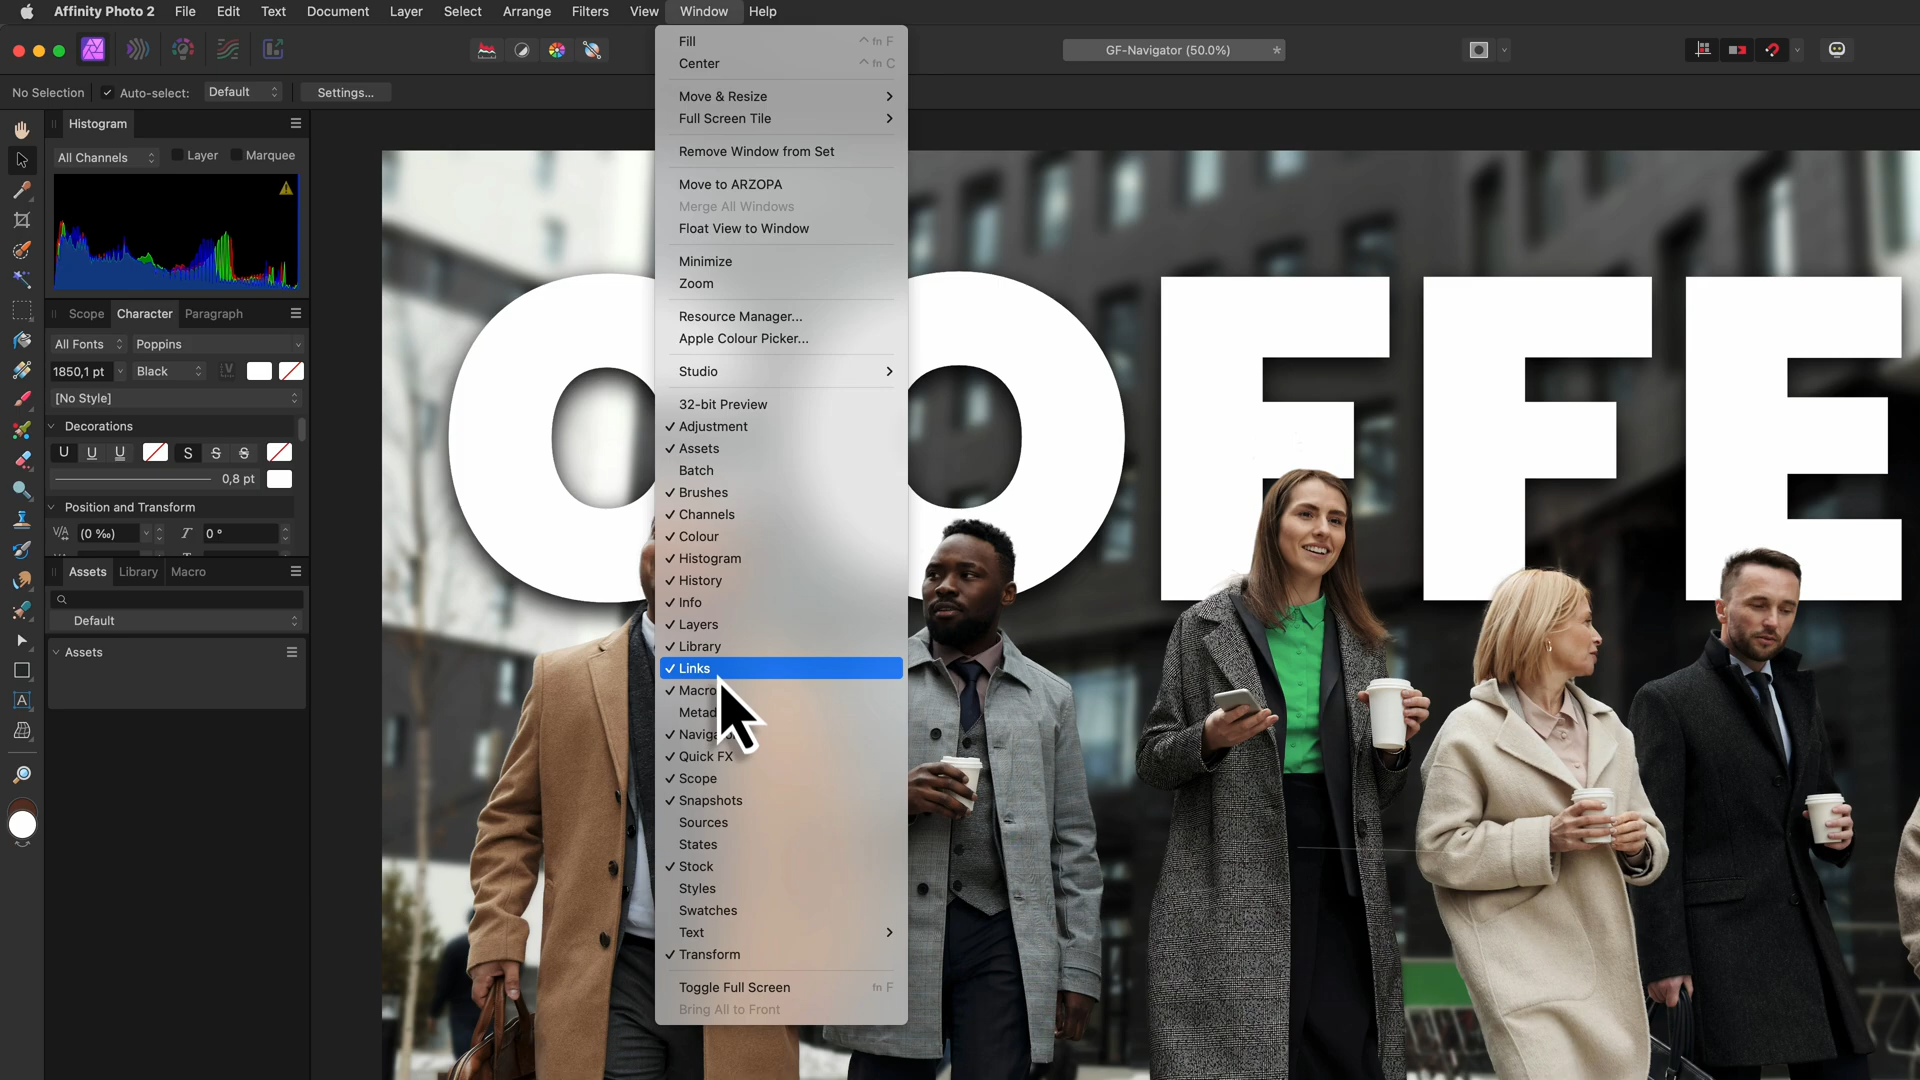 Affinity Photo 2 File Edit Text Document Layer Select Arrange Filters View Window Help
GF-Navigator (50.0%) *
No Selection Auto-select: Default Settings...
Histogram
All Channels Layer Marquee
Scope Character Paragraph
All Fonts Poppins
1850,1 pt Black
[No Style]
Decorations
U U U S S S
0,8 pt
Position and Transform
V/A (0 ‰) T 0 °
Assets Library Macro
Default
Assets
Fill ^ fn F
Center ^ fn C
Move & Resize
Full Screen Tile
Remove Window from Set
Move to ARZOPA
Merge All Windows
Float View to Window
Minimize
Zoom
Resource Manager...
Apple Colour Picker...
Studio
32-bit Preview
✓ Adjustment
✓ Assets
Batch
✓ Brushes
✓ Channels
✓ Colour
✓ Histogram
✓ History
✓ Info
✓ Layers
✓ Library
✓ Links
✓ Macro
Metad
✓ Naviga
✓ Quick FX
✓ Scope
✓ Snapshots
Sources
States
✓ Stock
Styles
Swatches
Text
✓ Transform
Toggle Full Screen fn F
Bring All to Front
OFFE